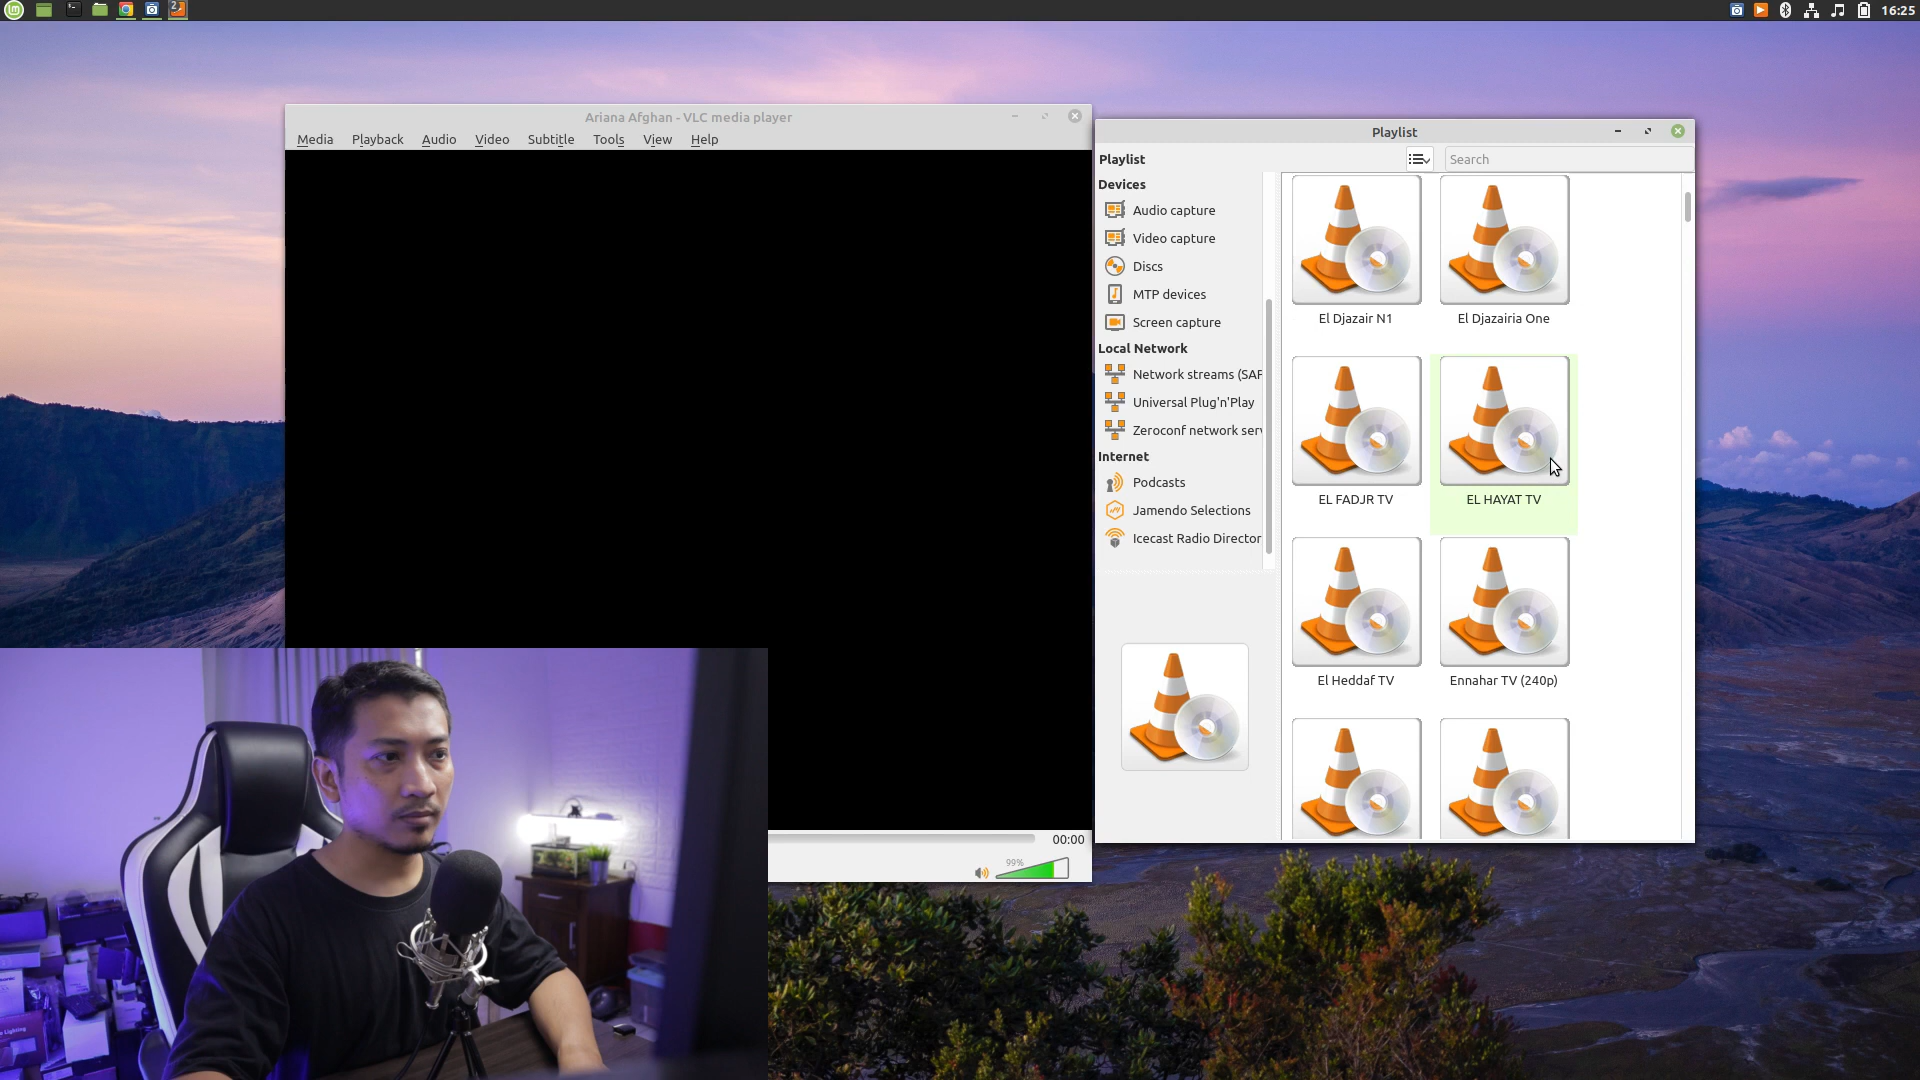 16:25
Ariana Afghan - VLC media player
Media Playback Audio Video Subtitle Tools View Help
00:00
99%
Playlist
Playlist
Search
Devices
Audio capture
Video capture
Discs
MTP devices
Screen capture
Local Network
Network streams (SAP
Universal Plug'n'Play
Zeroconf network serv
Internet
Podcasts
Jamendo Selections
Icecast Radio Director
El Djazair N1
El Djazairia One
EL FADJR TV
EL HAYAT TV
El Heddaf TV
Ennahar TV (240p)